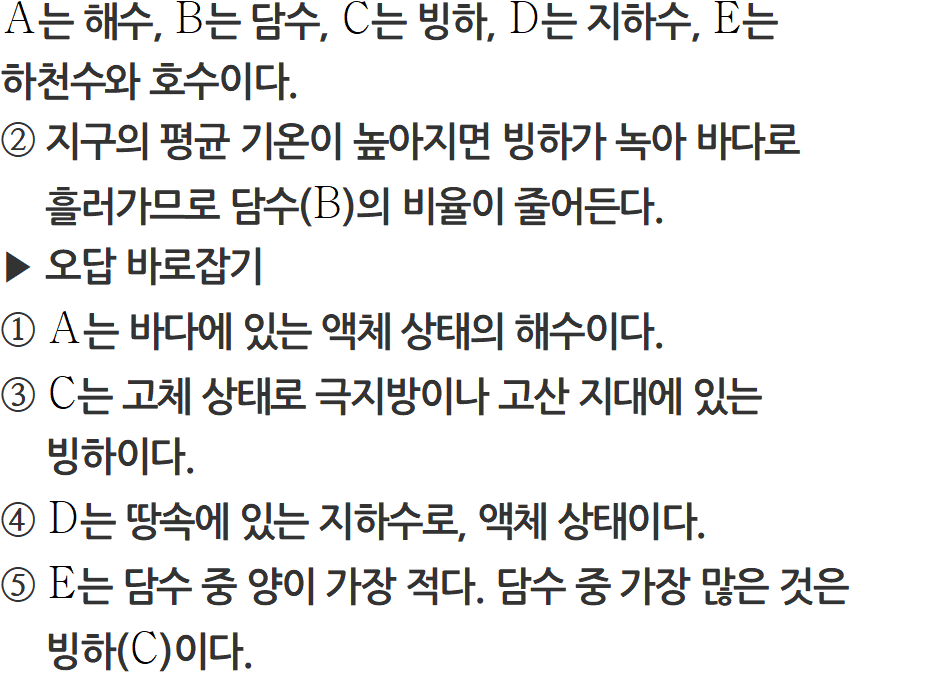 A는 해수, B는 담수, C는 빙하, D는 지하수, E는
하천수와 호수이다.
② 지구의 평균 기온이 높아지면 빙하가 녹아 바다로
흘러가므로 담수(B)의 비율이 줄어든다.
▶ 오답 바로잡기
① A는 바다에 있는 액체 상태의 해수이다.
③ C는 고체 상태로 극지방이나 고산 지대에 있는
빙하이다.
④ D는 땅속에 있는 지하수로, 액체 상태이다.
⑤ E는 담수 중 양이 가장 적다. 담수 중 가장 많은 것은
빙하(C)이다.